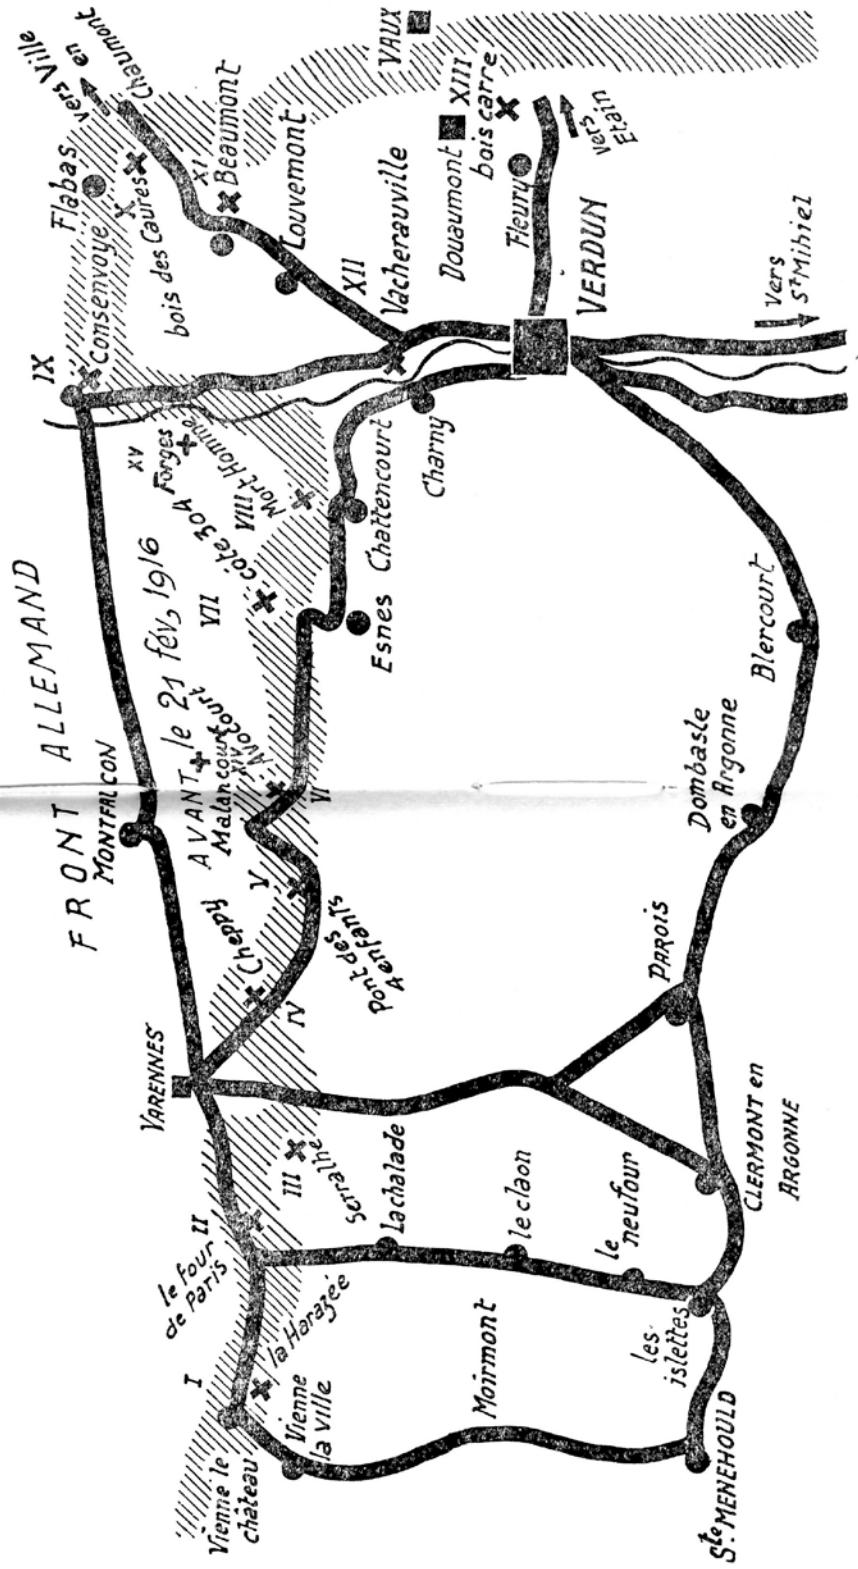 FRONT ALLEMAND
AVANT le 21 fév, 1916
MONTFALCON
VARENNES
IX
Consenvoye
Flabas
vers Ville
en
Chaumont
X
bois des Caures
XI
Beaumont
Louvemont
XII
Vacherauville
VAUX
XIII
bois carre
Douaumont
Fleury
vers
Etain
VERDUN
vers
St Mihiel
XV
Forges
VIII
Mort Homme
VII
côte 304
Charny
Chattencourt
Esnes
Malancourt
XIV
Avocourt
VI
V
Cheppy
IV
Pont des 4 enfants
II
le four
de Paris
III
Serralhe
I
la Harazée
Vienne le
château
Vienne
la ville
Lachalade
le claon
le
neufour
Moirmont
les
islettes
Ste MENEHOULD
CLERMONT en
ARGONNE
PAROIS
Dombasle
en Argonne
Blercourt